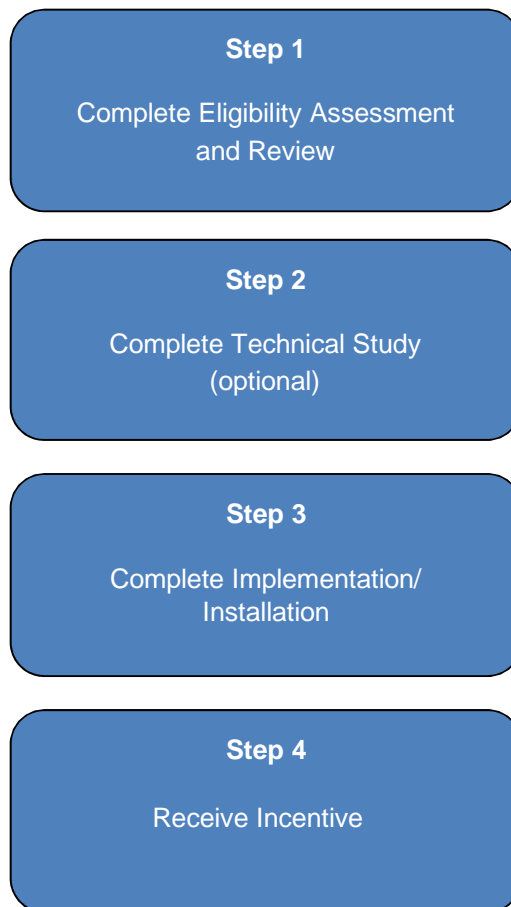 Step 1
Complete Eligibility Assessment
and Review
Step 2
Complete Technical Study
(optional)
Step 3
Complete Implementation/
Installation
Step 4
Receive Incentive